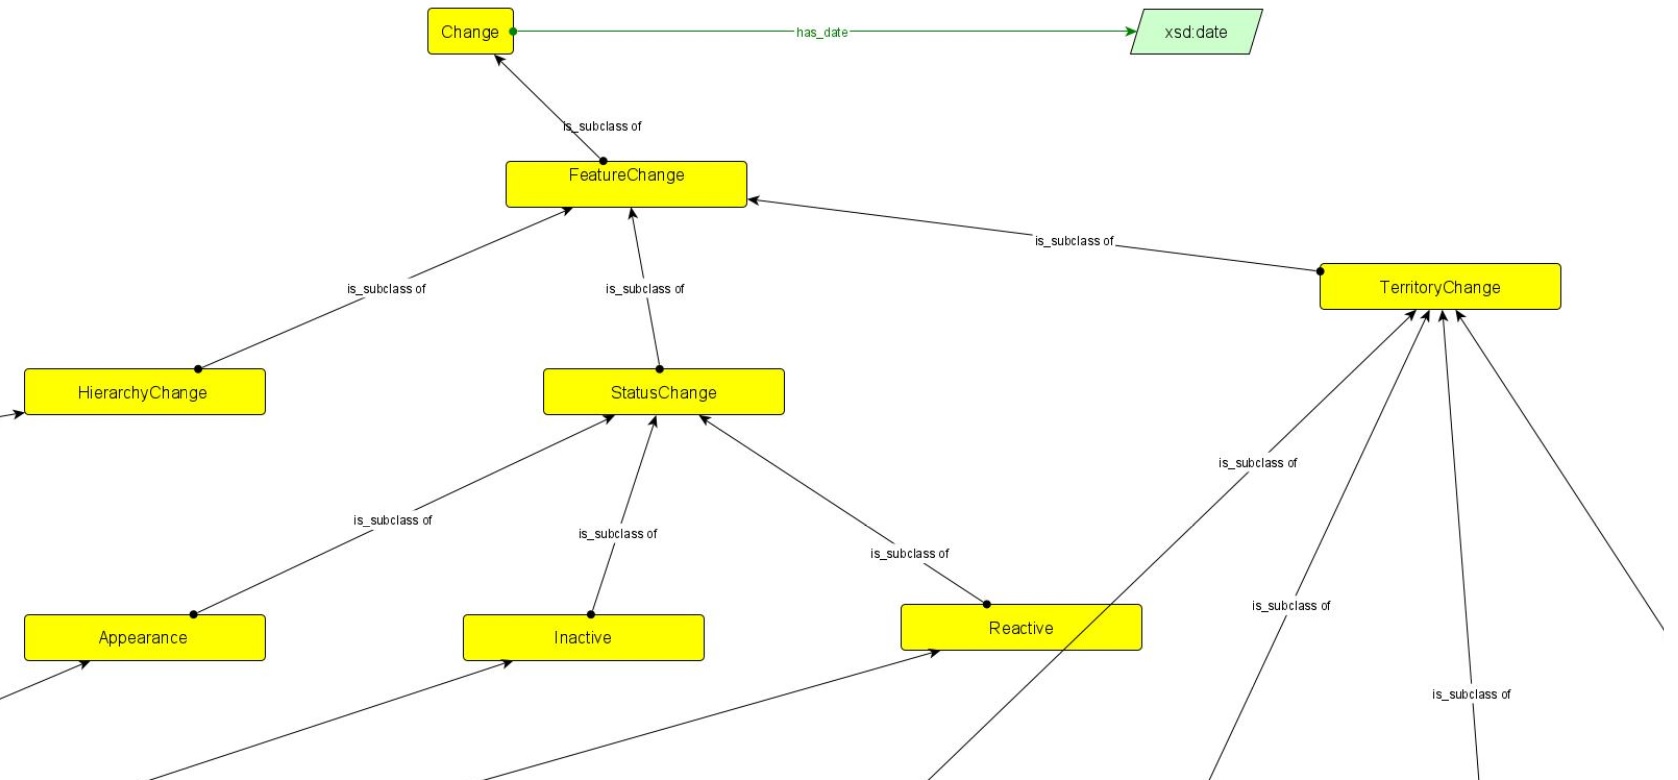 Change
has_date
xsd:date
is_subclass of
FeatureChange
is_subclass of
TerritoryChange
is_subclass of
is_subclass of
HierarchyChange
StatusChange
is_subclass of
is_subclass of
is_subclass of
is_subclass of
is_subclass of
Appearance
Inactive
Reactive
is_subclass of
is_subclass of